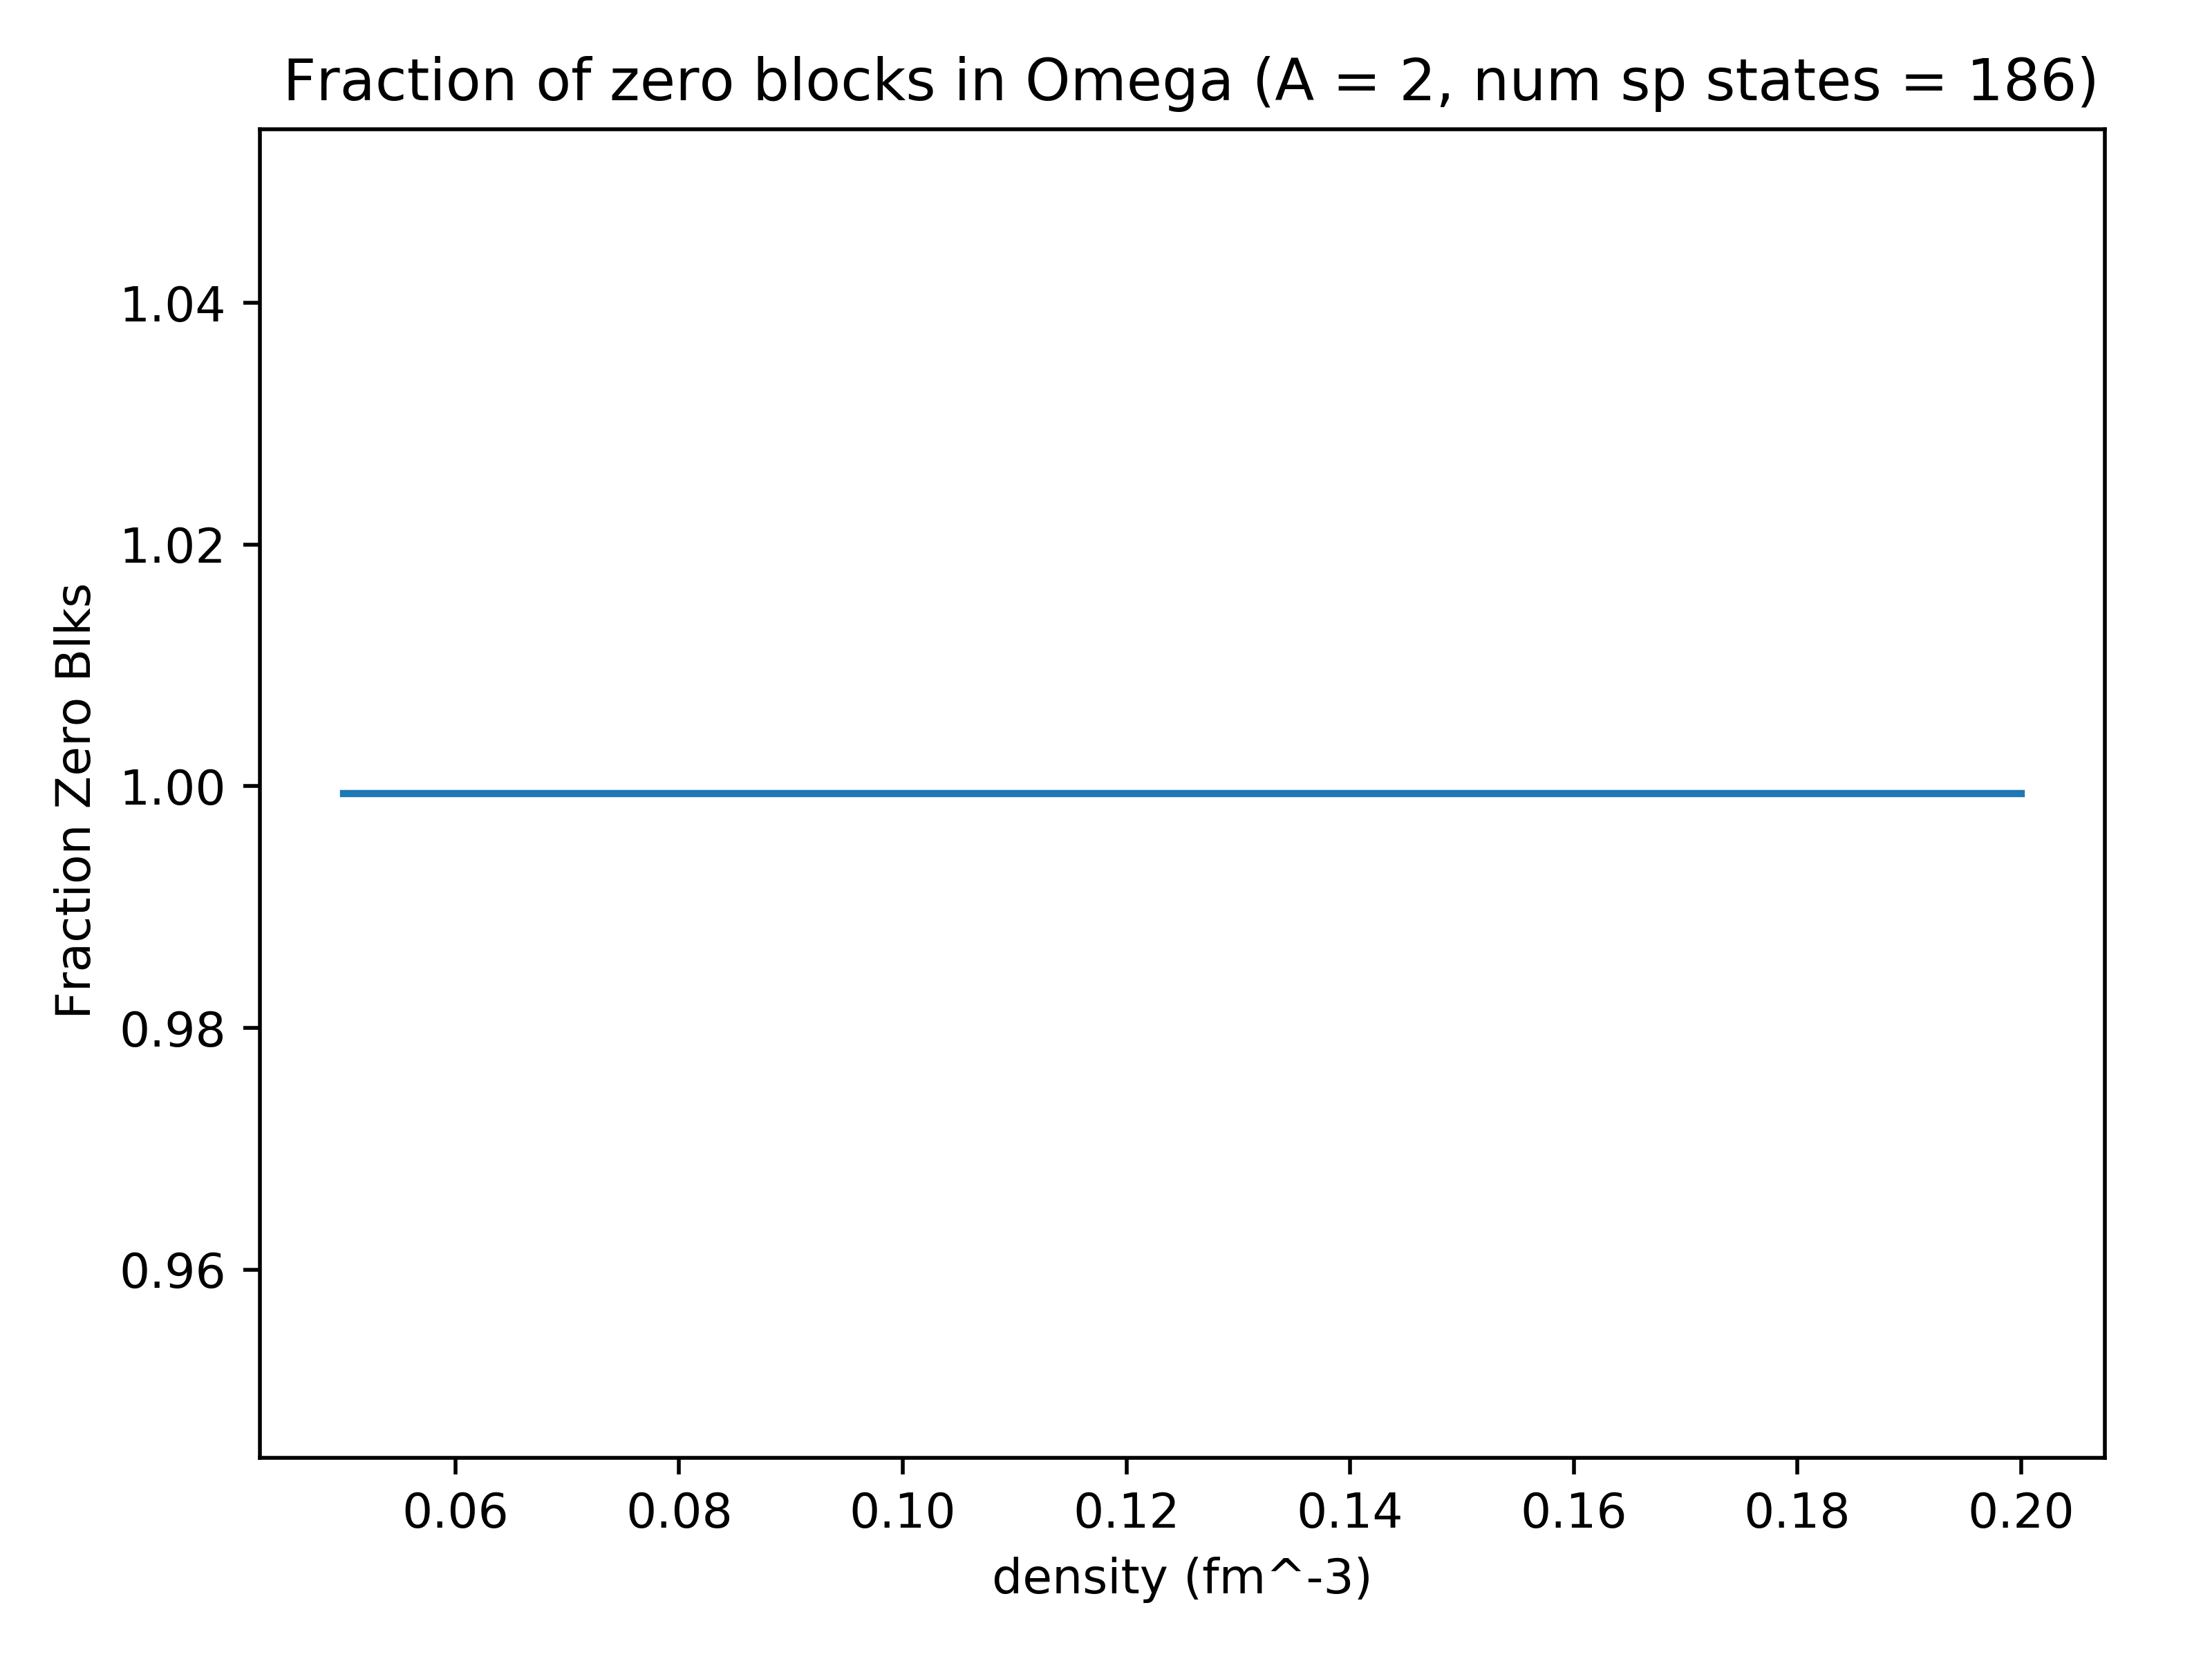 Fraction of zero blocks in Omega (A = 2, num sp states = 186)
Fraction Zero Blks
1.04
1.02
1.00
0.98
0.96
0.06 0.08 0.10 0.12 0.14 0.16 0.18 0.20
density (fm^-3)